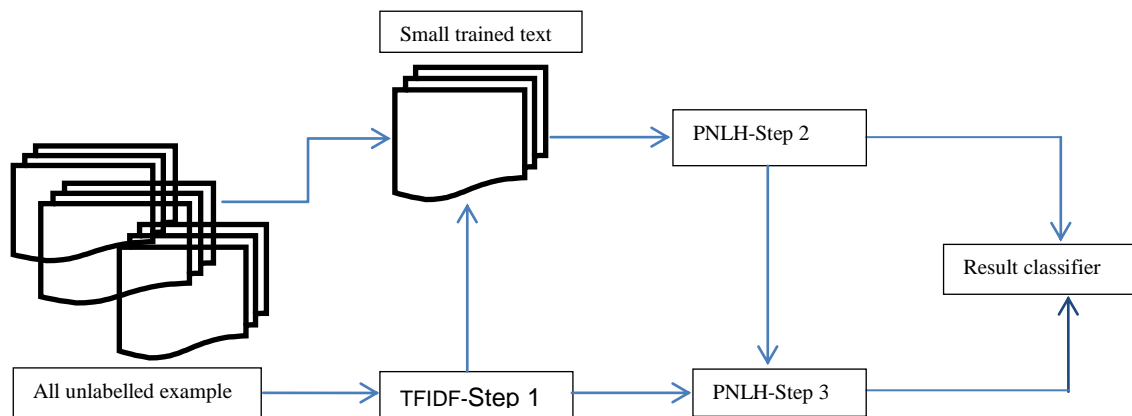 Small trained text
PNLH-Step 2
Result classifier
All unlabelled example
TFIDF-Step 1
PNLH-Step 3